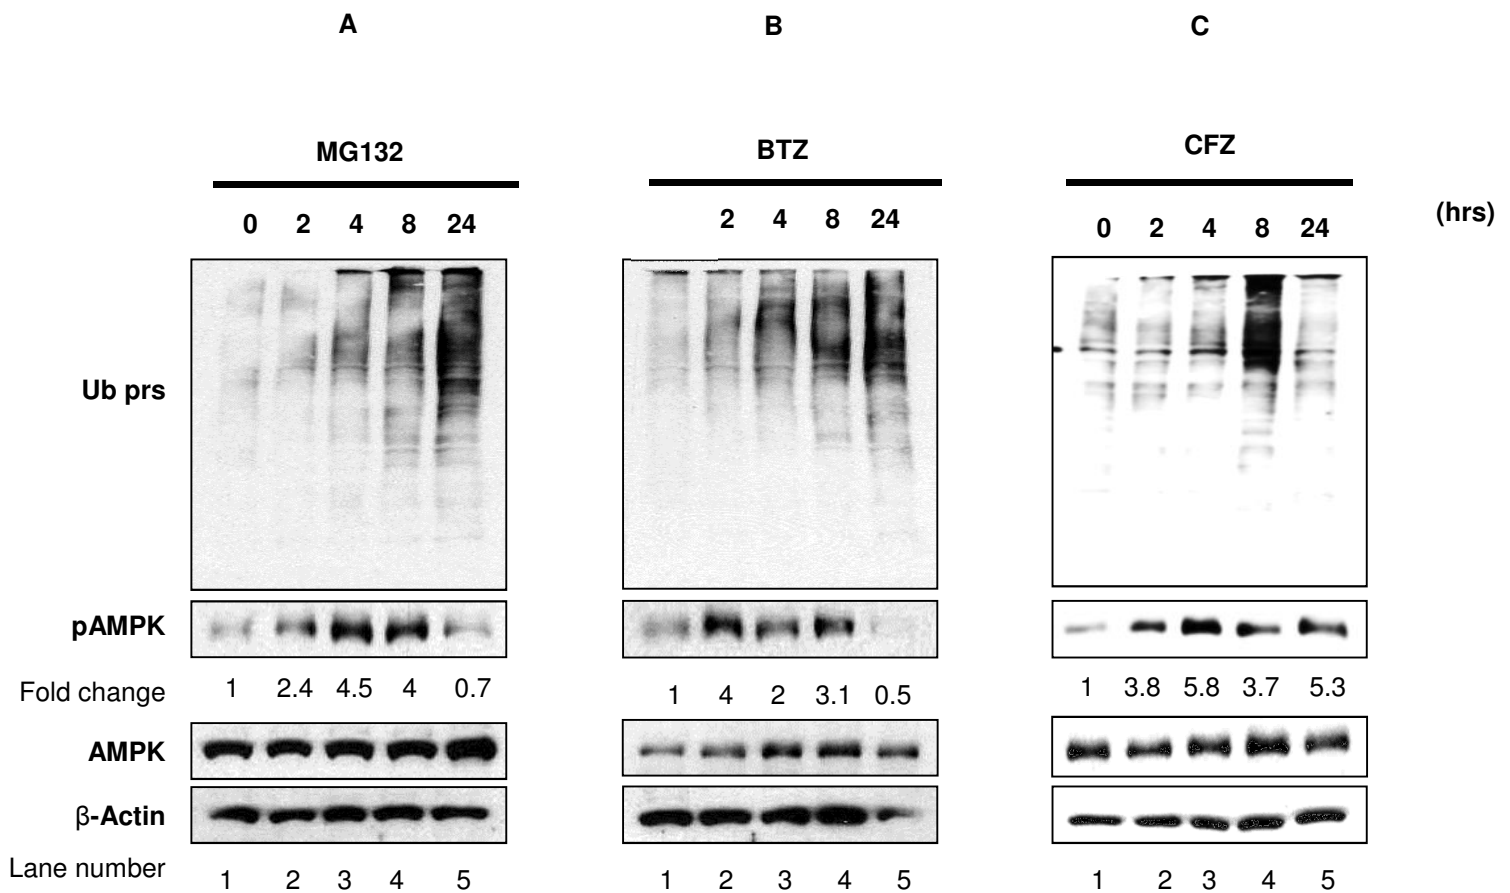 A B C
MG132 BTZ CFZ
0 2 4 8 24 2 4 8 24 0 2 4 8 24 (hrs)
Ub prs
pAMPK
Fold change 1 2.4 4.5 4 0.7 1 4 2 3.1 0.5 1 3.8 5.8 3.7 5.3
AMPK
β-Actin
Lane number 1 2 3 4 5 1 2 3 4 5 1 2 3 4 5